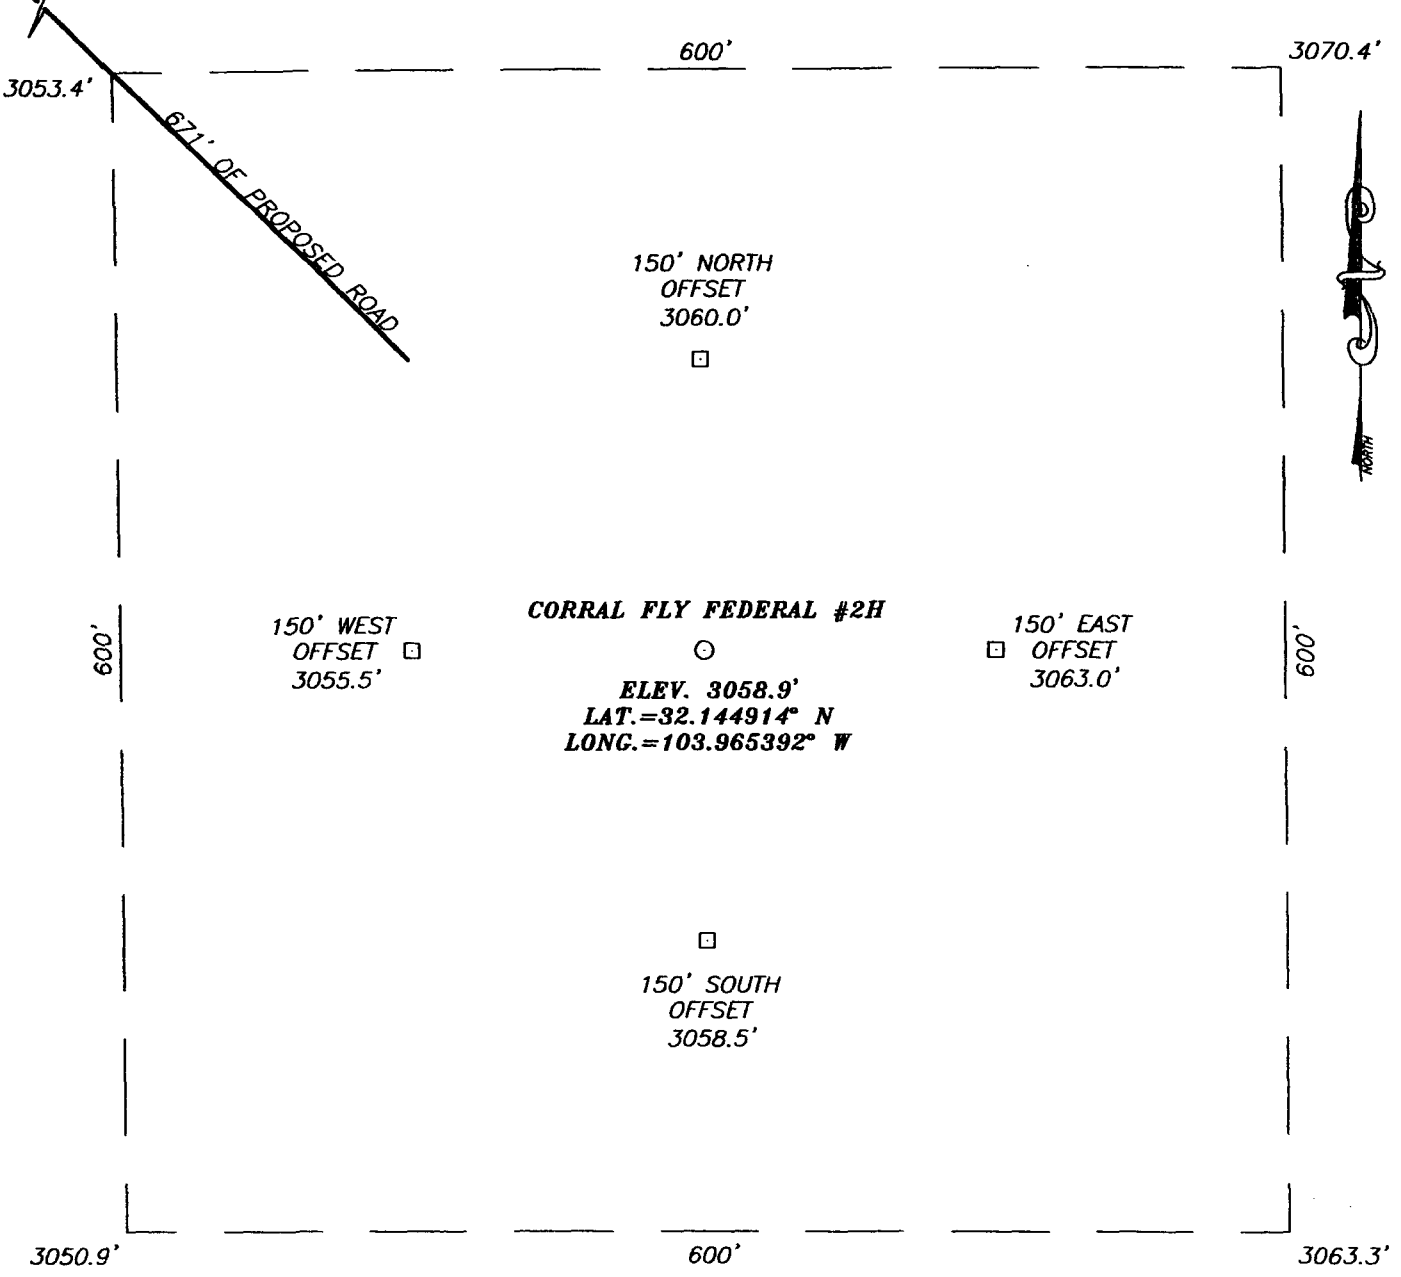 600'
3070.4'
3053.4'
671' OF PROPOSED ROAD
150' NORTH
OFFSET
3060.0'
NORTH
CORRAL FLY FEDERAL #2H
150' WEST
OFFSET
3055.5'
150' EAST
OFFSET
3063.0'
600'
600'
ELEV. 3058.9'
LAT.=32.144914° N
LONG.=103.965392° W
150' SOUTH
OFFSET
3058.5'
3050.9'
600'
3063.3'